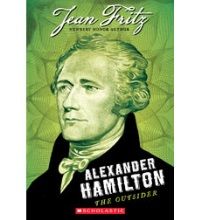 Jean Fritz
NEWBERY HONOR AUTHOR
ALEXANDER
HAMILTON
THE OUTSIDER
SCHOLASTIC